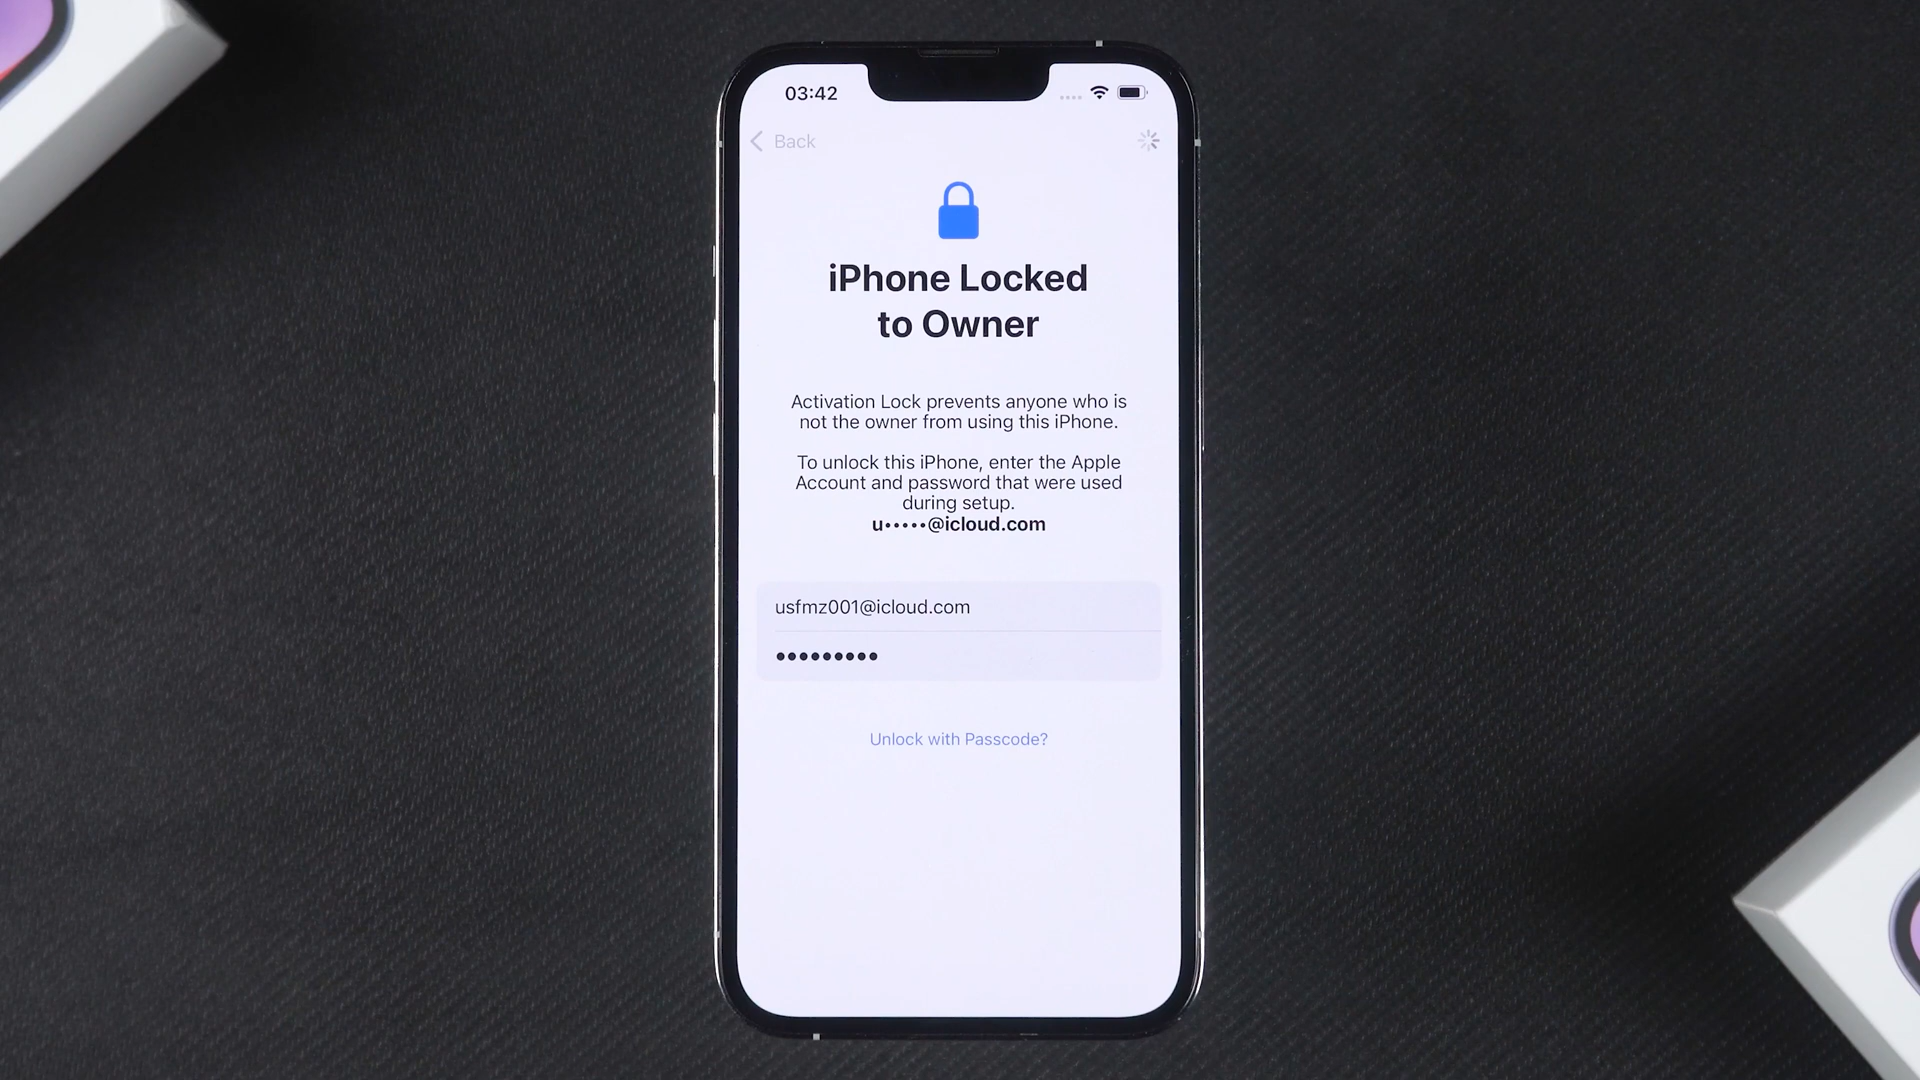 03:42
Back
iPhone Locked
to Owner
Activation Lock prevents anyone who is
not the owner from using this iPhone.
To unlock this iPhone, enter the Apple
Account and password that were used
during setup.
u•••••@icloud.com
usfmz001@icloud.com
•••••••••
Unlock with Passcode?